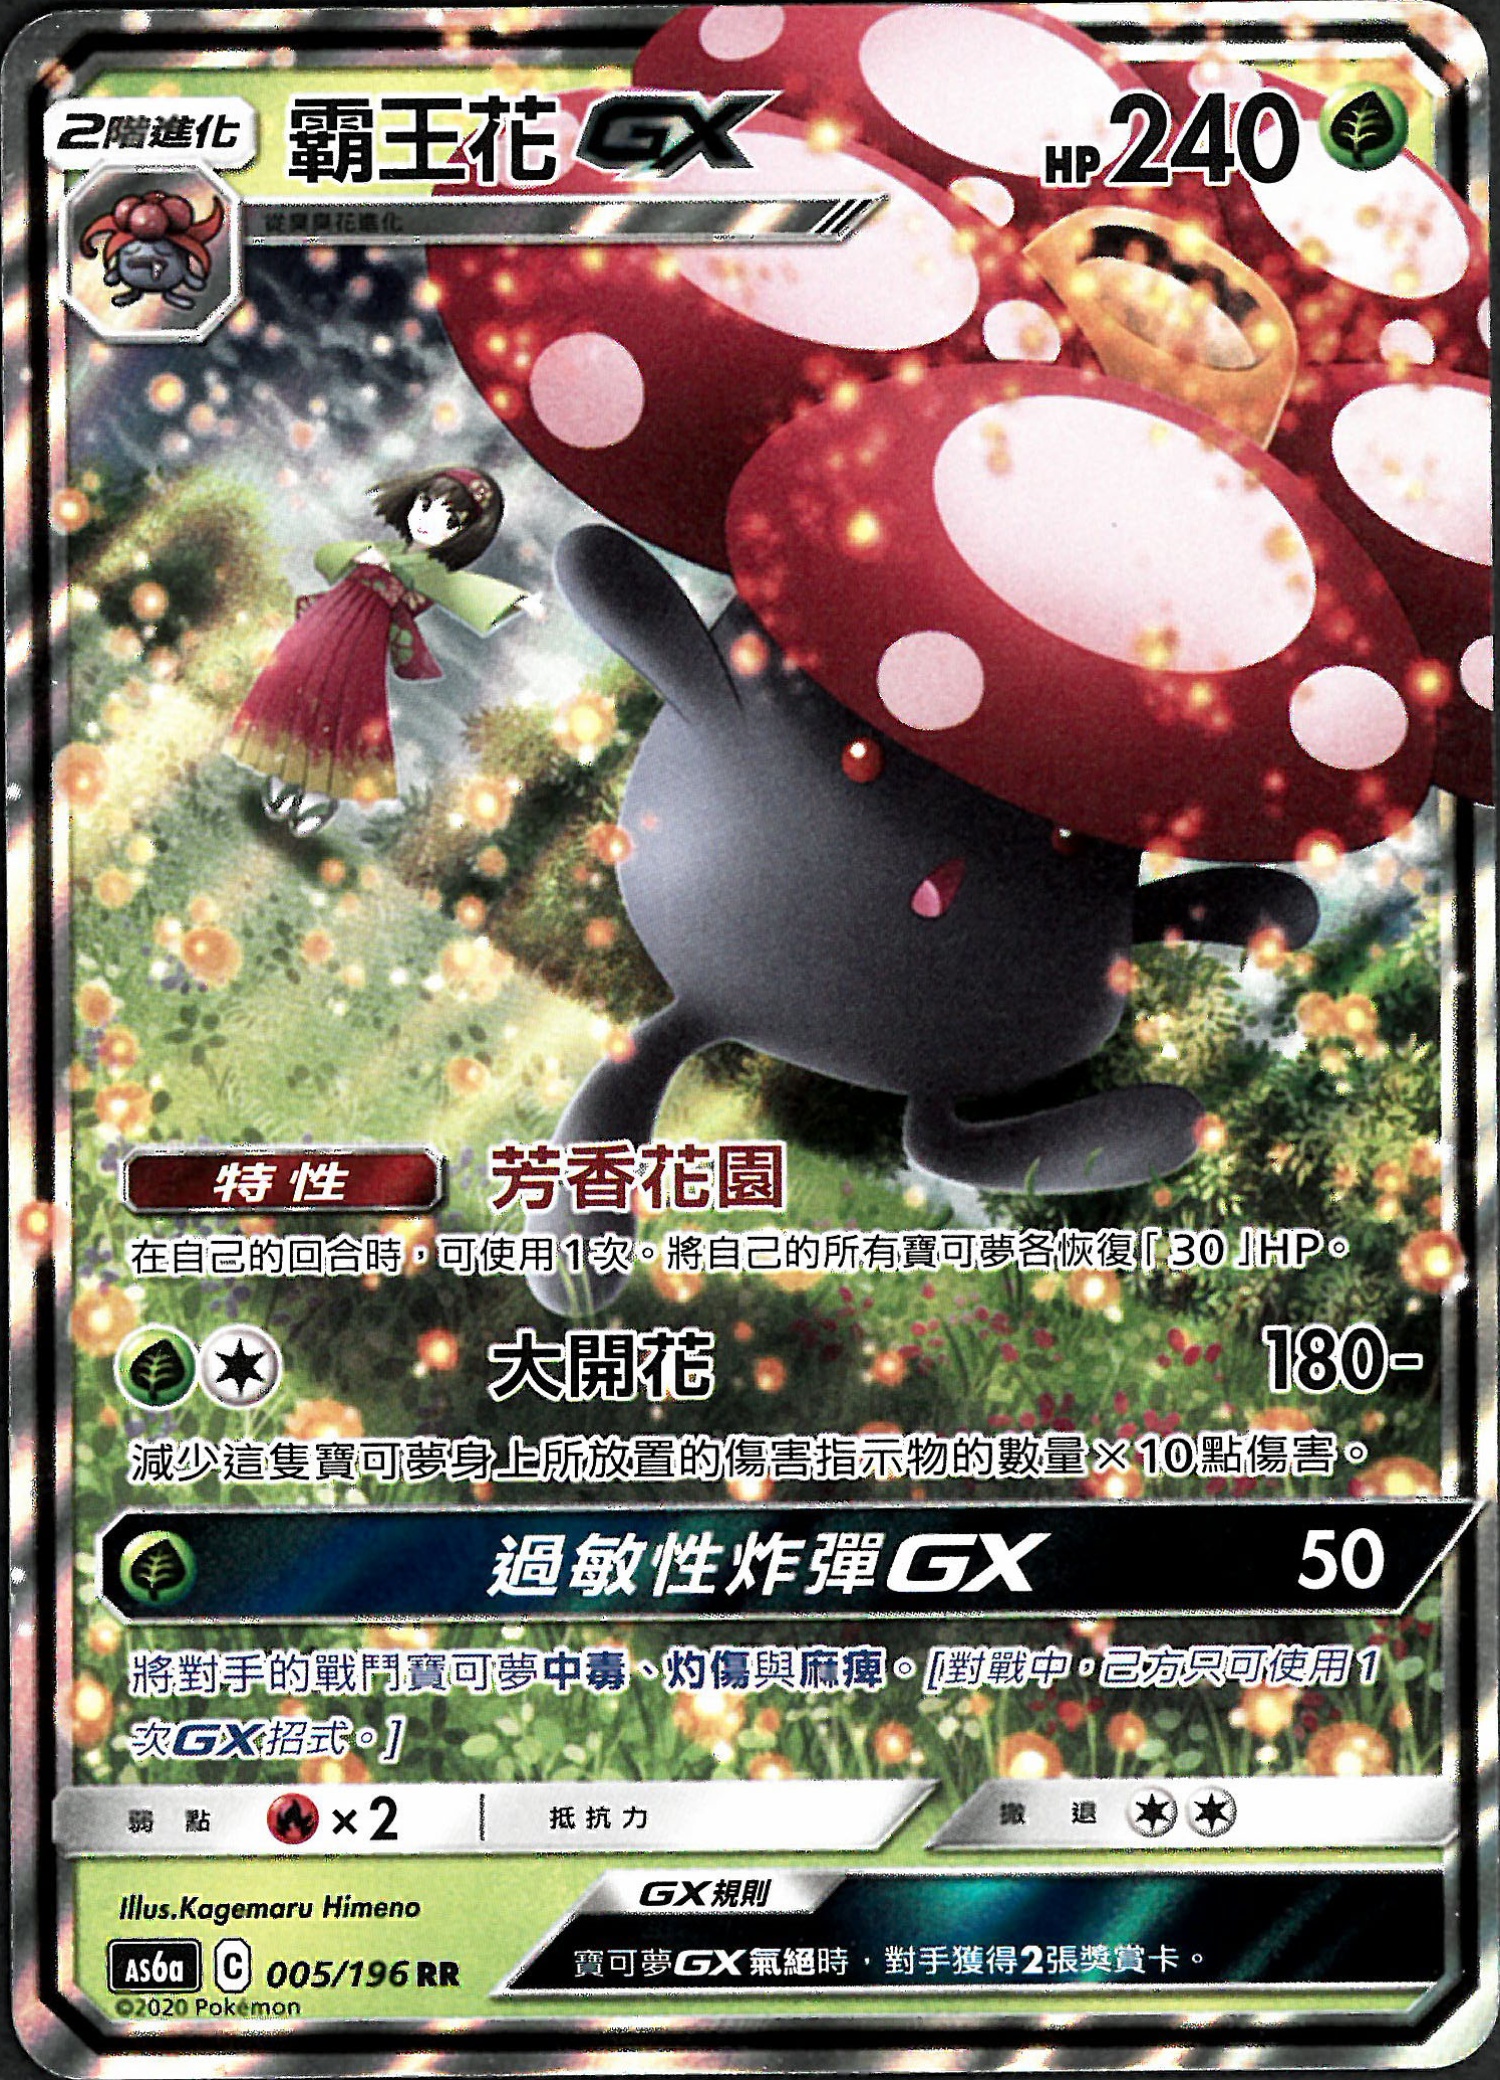 2階進化
霸王花GX
HP240
從臭臭花進化
特性 芳香花園
在自己的回合時，可使用1次。將自己的所有寶可夢各恢復「30」HP。
大開花 180-
減少這隻寶可夢身上所放置的傷害指示物的數量×10點傷害。
過敏性炸彈GX 50
將對手的戰鬥寶可夢中毒、灼傷與麻痺。[對戰中，己方只可使用1
次GX招式。]
弱點 ×2 抵抗力 撤退
Illus.Kagemaru Himeno
GX規則
寶可夢GX氣絕時，對手獲得2張獎賞卡。
AS6a C 005/196 RR
©2020 Pokémon